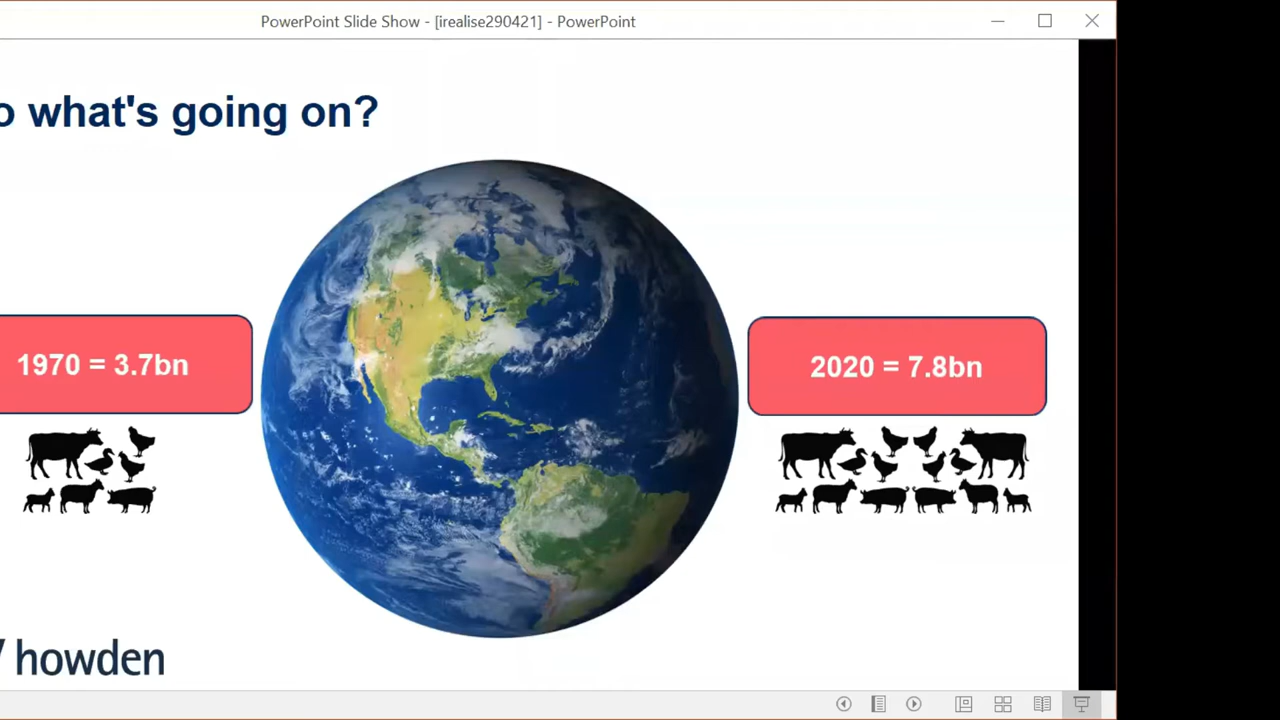 PowerPoint Slide Show - [irealise290421] - PowerPoint
o what's going on?
1970 = 3.7bn
2020 = 7.8bn
howden